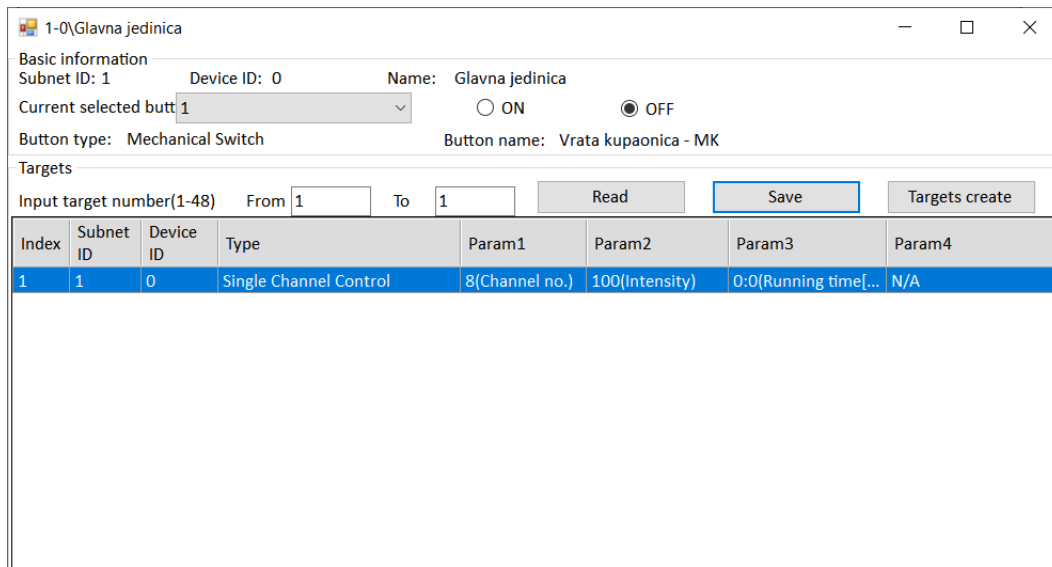 1-0\Glavna jedinica
Basic information
Subnet ID: 1 Device ID: 0 Name: Glavna jedinica
Current selected butt 1 ON OFF
Button type: Mechanical Switch Button name: Vrata kupaonica - MK
Targets
Input target number(1-48) From 1 To 1 Read Save Targets create
Index Subnet ID Device ID Type Param1 Param2 Param3 Param4
1 1 0 Single Channel Control 8(Channel no.) 100(Intensity) 0:0(Running time[... N/A